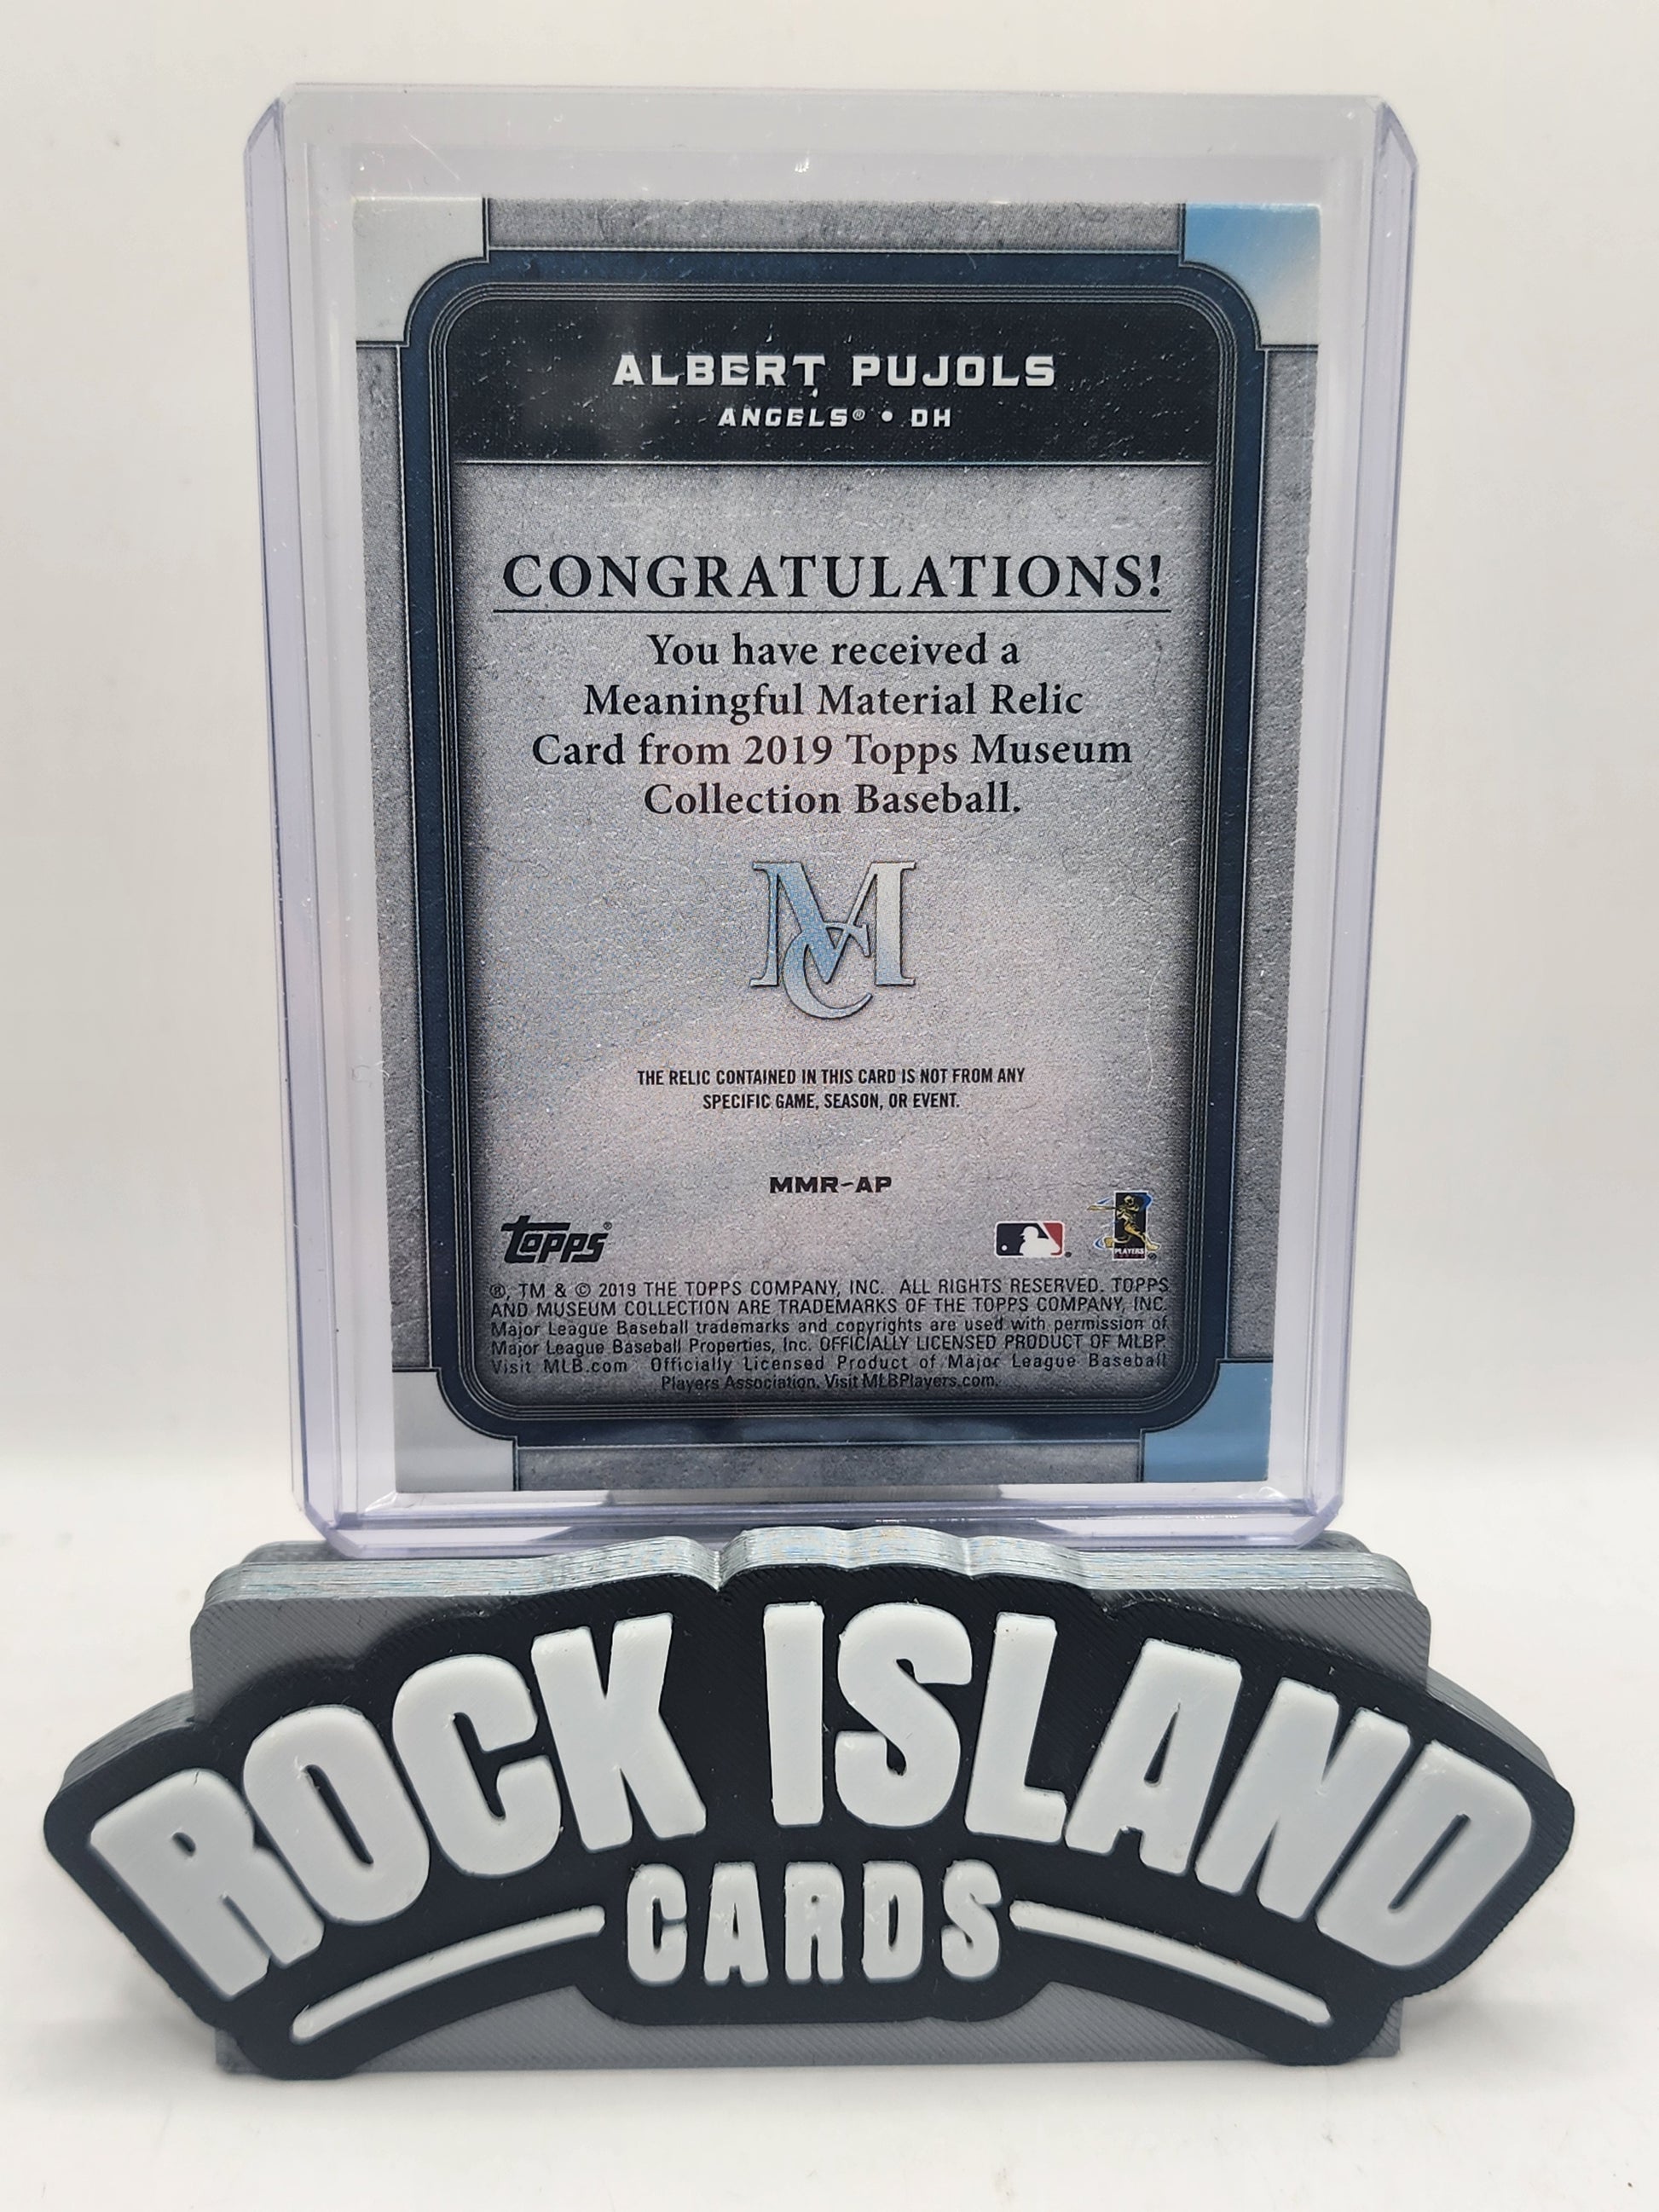 ALBERT PUJOLS
ANGELS® • DH
CONGRATULATIONS!
You have received a
Meaningful Material Relic
Card from 2019 Topps Museum
Collection Baseball.
MC
THE RELIC CONTAINED IN THIS CARD IS NOT FROM ANY
SPECIFIC GAME, SEASON, OR EVENT.
MMR-AP
topps®
PLAYERS
®, TM & © 2019 THE TOPPS COMPANY, INC. ALL RIGHTS RESERVED. TOPPS
AND MUSEUM COLLECTION ARE TRADEMARKS OF THE TOPPS COMPANY, INC.
Major League Baseball trademarks and copyrights are used with permission of
Major League Baseball Properties, Inc. OFFICIALLY LICENSED PRODUCT OF MLBP.
Visit MLB.com Officially Licensed Product of Major League Baseball
Players Association. Visit MLBPlayers.com.
ROCK ISLAND
CARDS